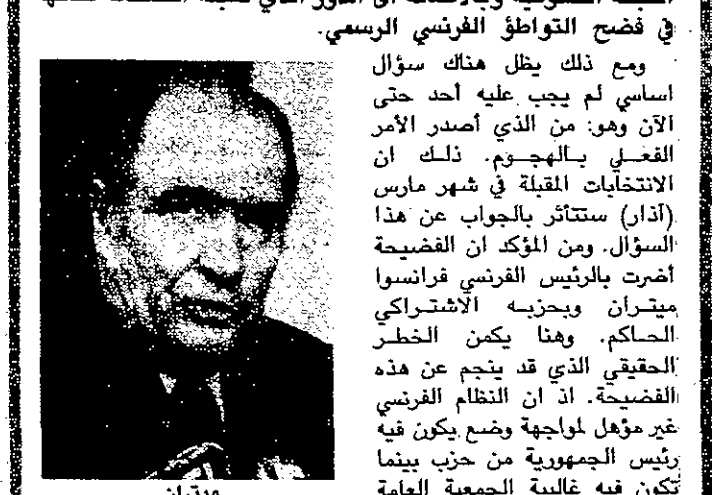 في فضح التواطؤ الفرنسي الرسمي.
ومع ذلك يظل هناك سؤال
اساسي لم يجب عليه أحد حتى
الآن وهو: من الذي أصدر الأمر
الفعلي بالهجوم. ذلك ان
الانتخابات المقبلة في شهر مارس
(آذار) ستتأثر بالجواب عن هذا
السؤال. ومن المؤكد ان الفضيحة
أضرت بالرئيس الفرنسي فرانسوا
ميتران وبحزبه الاشتراكي
الحاكم. وهنا يكمن الخطر
الحقيقي الذي قد ينجم عن هذه
الفضيحة. اذ ان النظام الفرنسي
غير مؤهل لمواجهة وضع يكون فيه
رئيس الجمهورية من حزب بينما
تكون فيه غالبية الجمعية العامة
ميتران